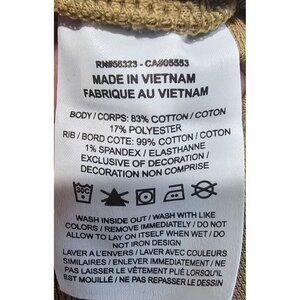 RN#56323 - CA#05553
MADE IN VIETNAM
FABRIQUE AU VIETNAM
BODY / CORPS: 83% COTTON / COTON
17% POLYESTER
RIB / BORD COTE: 99% COTTON / COTON
1% SPANDEX / ELASTHANNE
EXCLUSIVE OF DECORATION /
DECORATION NON COMPRISE
30C
WASH INSIDE OUT / WASH WITH LIKE
COLORS / REMOVE IMMEDIATELY / DO NOT
ALLOW TO LAY ON ITSELF WHEN WET / DO
NOT IRON DESIGN
LAVER A L'ENVERS / LAVER AVEC COULEURS
SIMILAIRES / ENLEVER IMMEDIATEMENT / NE
PAS LAISSER LE VÊTEMENT PLIÉ LORSQU'IL
EST MOUILLÉ / NE PAS REPASSER LE DESSIN